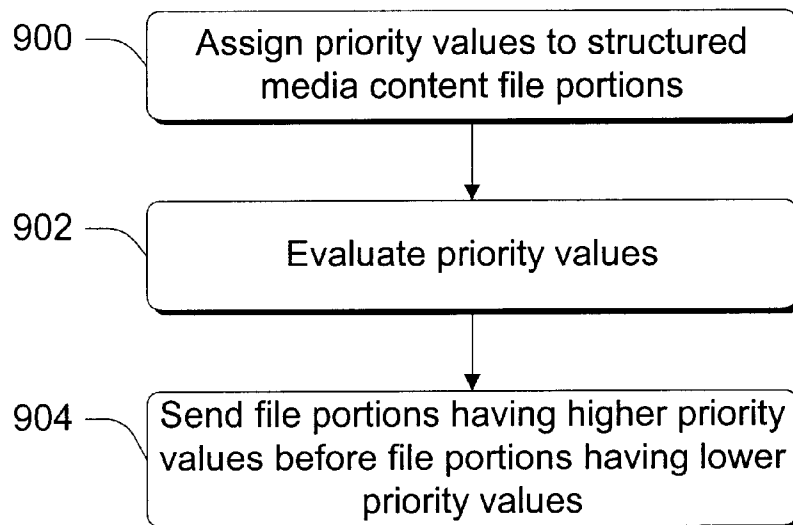 900
Assign priority values to structured
media content file portions
902
Evaluate priority values
904
Send file portions having higher priority
values before file portions having lower
priority values